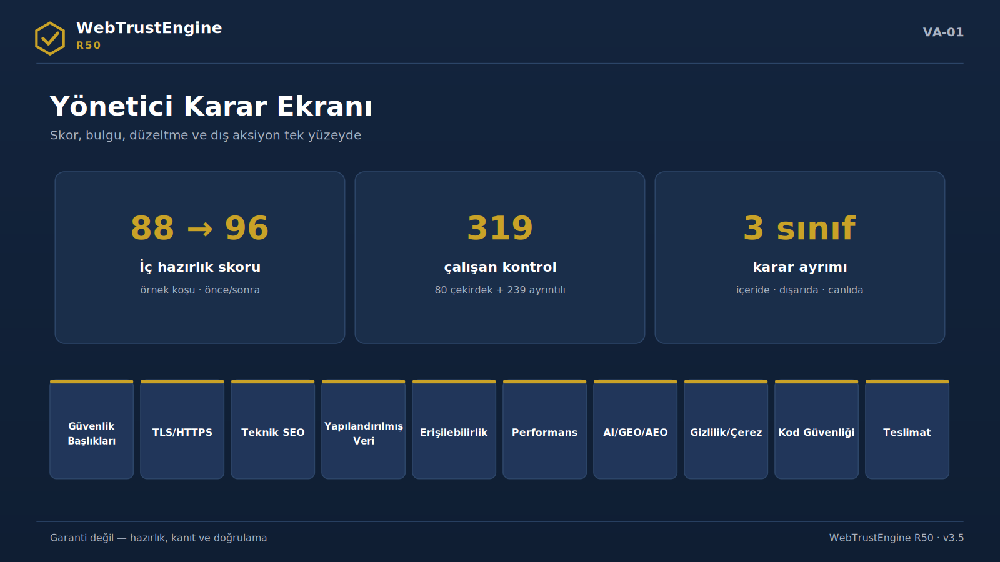 WebTrustEngine
R50
VA-01
Yönetici Karar Ekranı
Skor, bulgu, düzeltme ve dış aksiyon tek yüzeyde
88 → 96
İç hazırlık skoru
örnek koşu · önce/sonra
319
çalışan kontrol
80 çekirdek + 239 ayrıntılı
3 sınıf
karar ayrımı
içeride · dışarıda · canlıda
Güvenlik
Başlıkları
TLS/HTTPS
Teknik SEO
Yapılandırılmış
Veri
Erişilebilirlik
Performans
AI/GEO/AEO
Gizlilik/Çerez
Kod Güvenliği
Teslimat
Garanti değil — hazırlık, kanıt ve doğrulama
WebTrustEngine R50 · v3.5